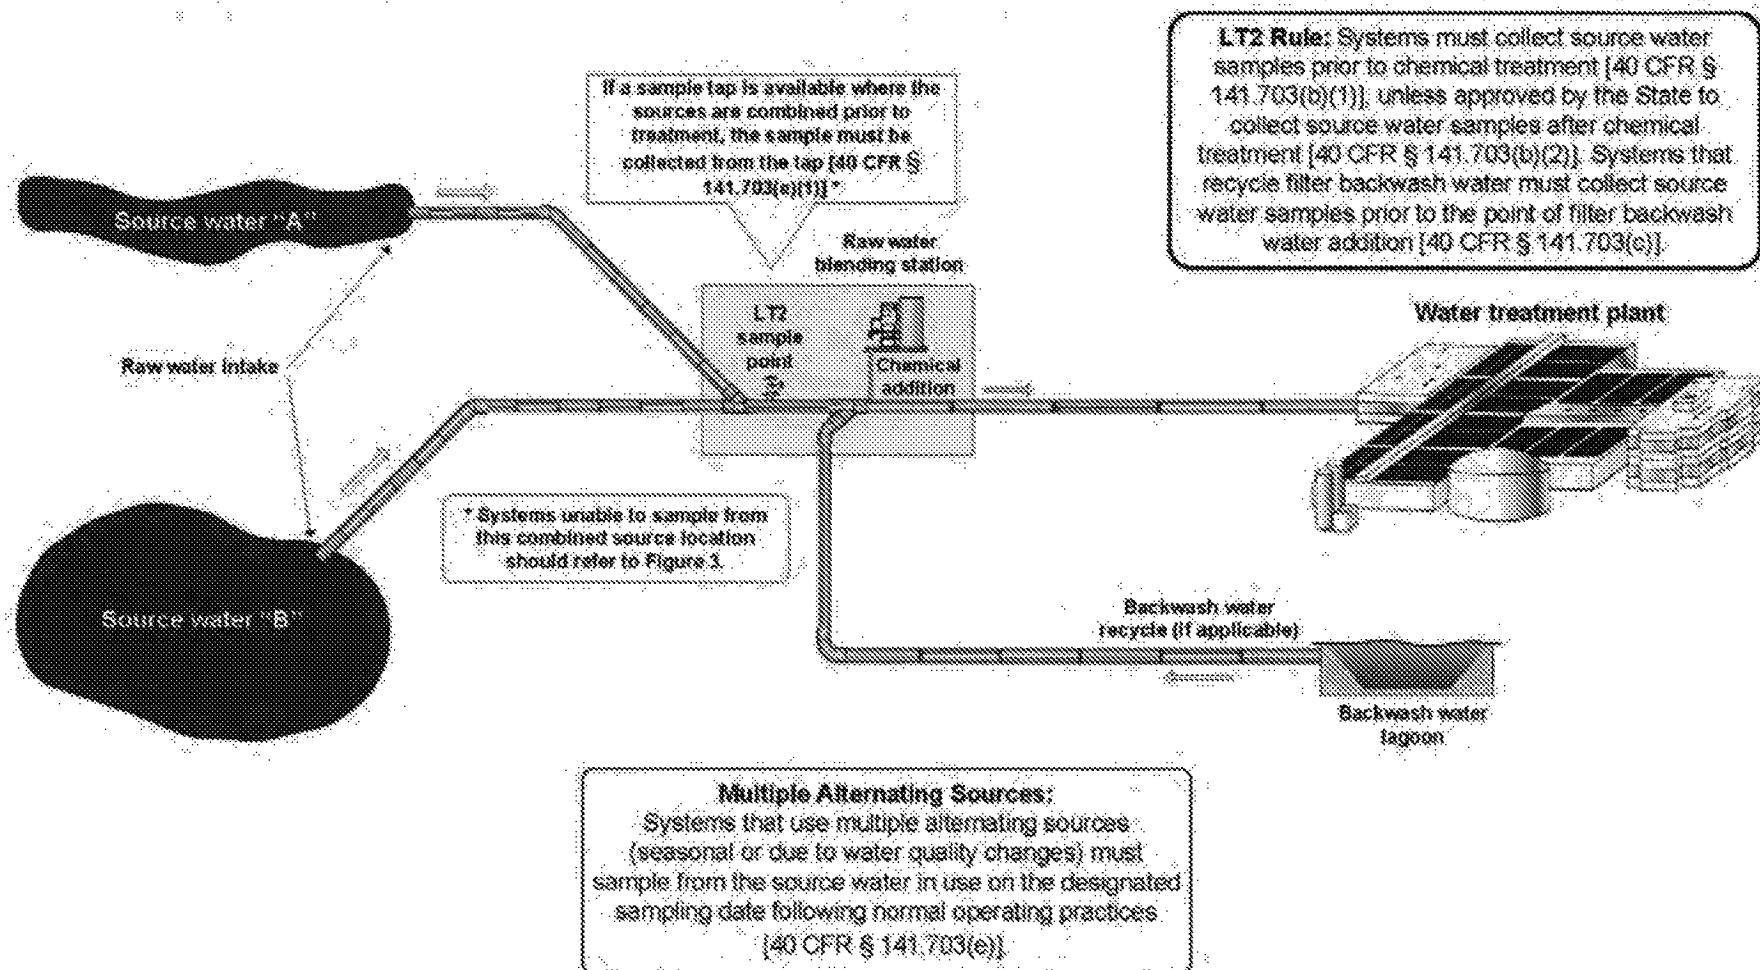 LT2 Rule: Systems must collect source water
samples prior to chemical treatment [40 CFR §
141.703(b)(1)], unless approved by the State to
collect source water samples after chemical
treatment [40 CFR § 141.703(b)(2)]. Systems that
recycle filter backwash water must collect source
water samples prior to the point of filter backwash
water addition [40 CFR § 141.703(c)].
If a sample tap is available where the
sources are combined prior to
treatment, the sample must be
collected from the tap [40 CFR §
141.703(e)(1)] *
Source water "A"
Raw water
blending station
LT2
sample
point
Chemical
addition
Water treatment plant
Raw water intake
* Systems unable to sample from
this combined source location
should refer to Figure 3.
Source water "B"
Backwash water
recycle (if applicable)
Backwash water
lagoon
Multiple Alternating Sources:
Systems that use multiple alternating sources
(seasonal or due to water quality changes) must
sample from the source water in use on the designated
sampling date following normal operating practices
[40 CFR § 141.703(e)].